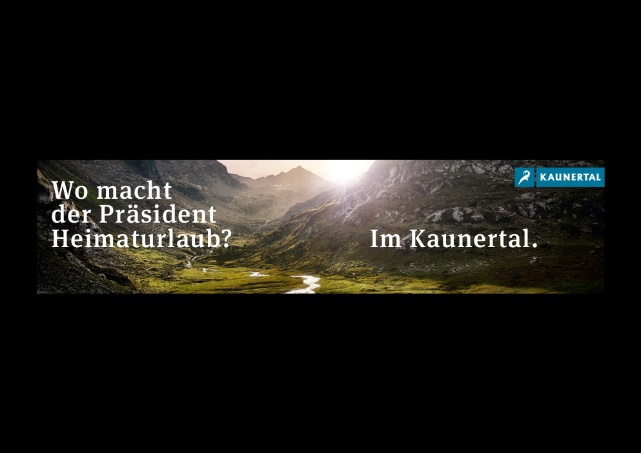 Wo macht
der Präsident
Heimaturlaub?
Im Kaunertal.
KAUNERTAL